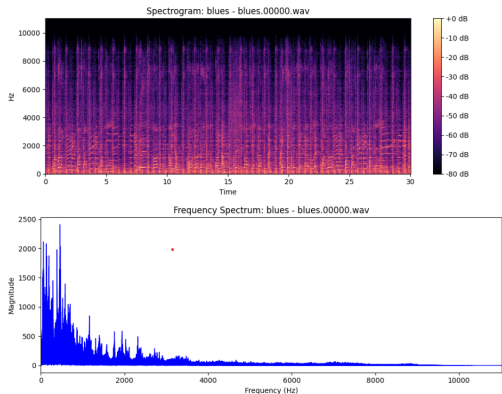 Spectrogram: blues - blues.00000.wav
+0 dB
10000
-10 dB
8000
-20 dB
-30 dB
6000
Hz
-40 dB
4000
-50 dB
-60 dB
2000
-70 dB
0
-80 dB
0 5 10 15 20 25 30
Time
Frequency Spectrum: blues - blues.00000.wav
2500
2000
1500
Magnitude
1000
500
0
0 2000 4000 6000 8000 10000
Frequency (Hz)